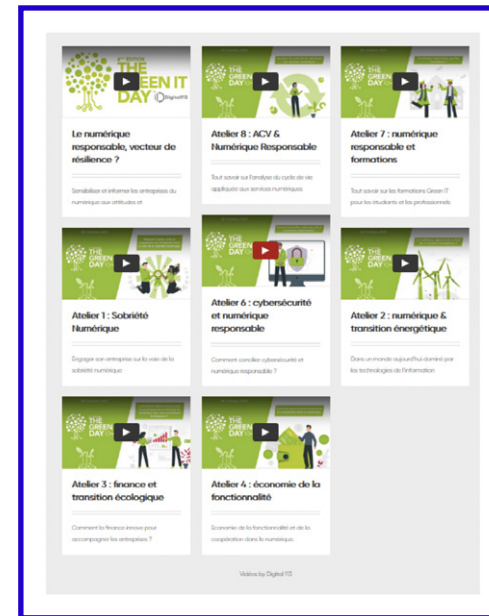 2ème EDITION
THE
GREEN IT
DAY
Digital113
Le numérique
responsable, vecteur de
résilience ?
Sensibiliser et informer les entreprises du
numérique aux attitudes et
THE
GREEN
DAY
Atelier 8 : ACV &
Numérique Responsable
Tout savoir sur l'analyse du cycle de vie
appliquée aux services numériques
THE
GREEN
DAY
Atelier 7 : numérique
responsable et
formations
Tout savoir sur les formations Green IT
pour les étudiants et les professionnels
THE
GREEN
DAY
Atelier 1 : Sobriété
Numérique
Engager son entreprise sur la voie de la
sobriété numérique
THE
GREEN
DAY
Atelier 6 : cybersécurité
et numérique
responsable
Comment concilier cybersécurité et
numérique responsable ?
THE
GREEN
DAY
Atelier 2 : numérique &
transition énergétique
Dans un monde aujourd'hui dominé par
les technologies de l'information
THE
GREEN
DAY
Atelier 3 : finance et
transition écologique
Comment la finance innove pour
accompagner les entreprises ?
THE
GREEN
DAY
Atelier 4 : économie de la
fonctionnalité
Economie de la fonctionnalité et de la
coopération dans le numérique.
Vidéos by Digital 113